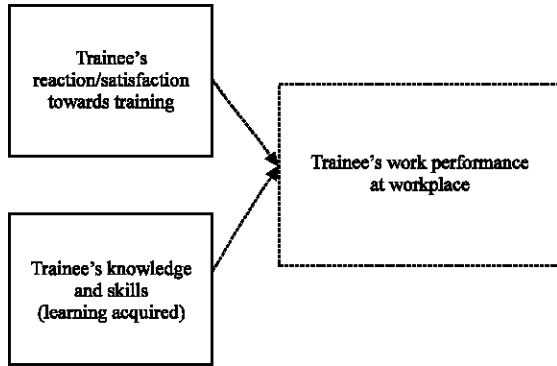 Trainee's
reaction/satisfaction
towards training
Trainee's work performance
at workplace
Trainee's knowledge
and skills
(learning acquired)